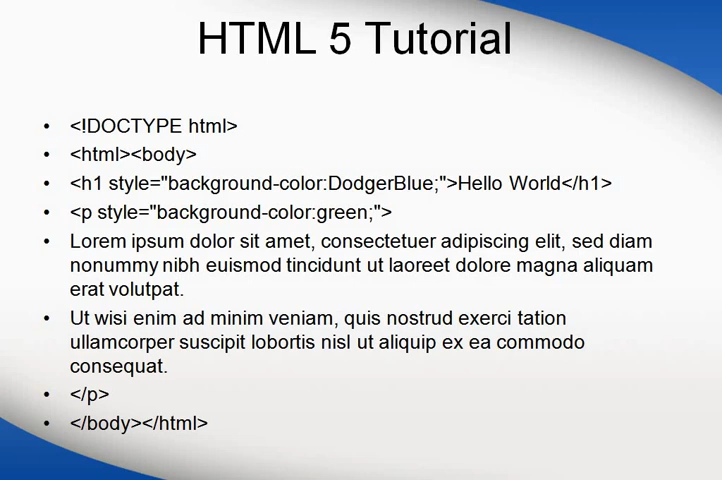 HTML 5 Tutorial
• <!DOCTYPE html>
• <html><body>
• <h1 style="background-color:DodgerBlue;">Hello World</h1>
• <p style="background-color:green;">
• Lorem ipsum dolor sit amet, consectetuer adipiscing elit, sed diam
nonummy nibh euismod tincidunt ut laoreet dolore magna aliquam
erat volutpat.
• Ut wisi enim ad minim veniam, quis nostrud exerci tation
ullamcorper suscipit lobortis nisl ut aliquip ex ea commodo
consequat.
• </p>
• </body></html>